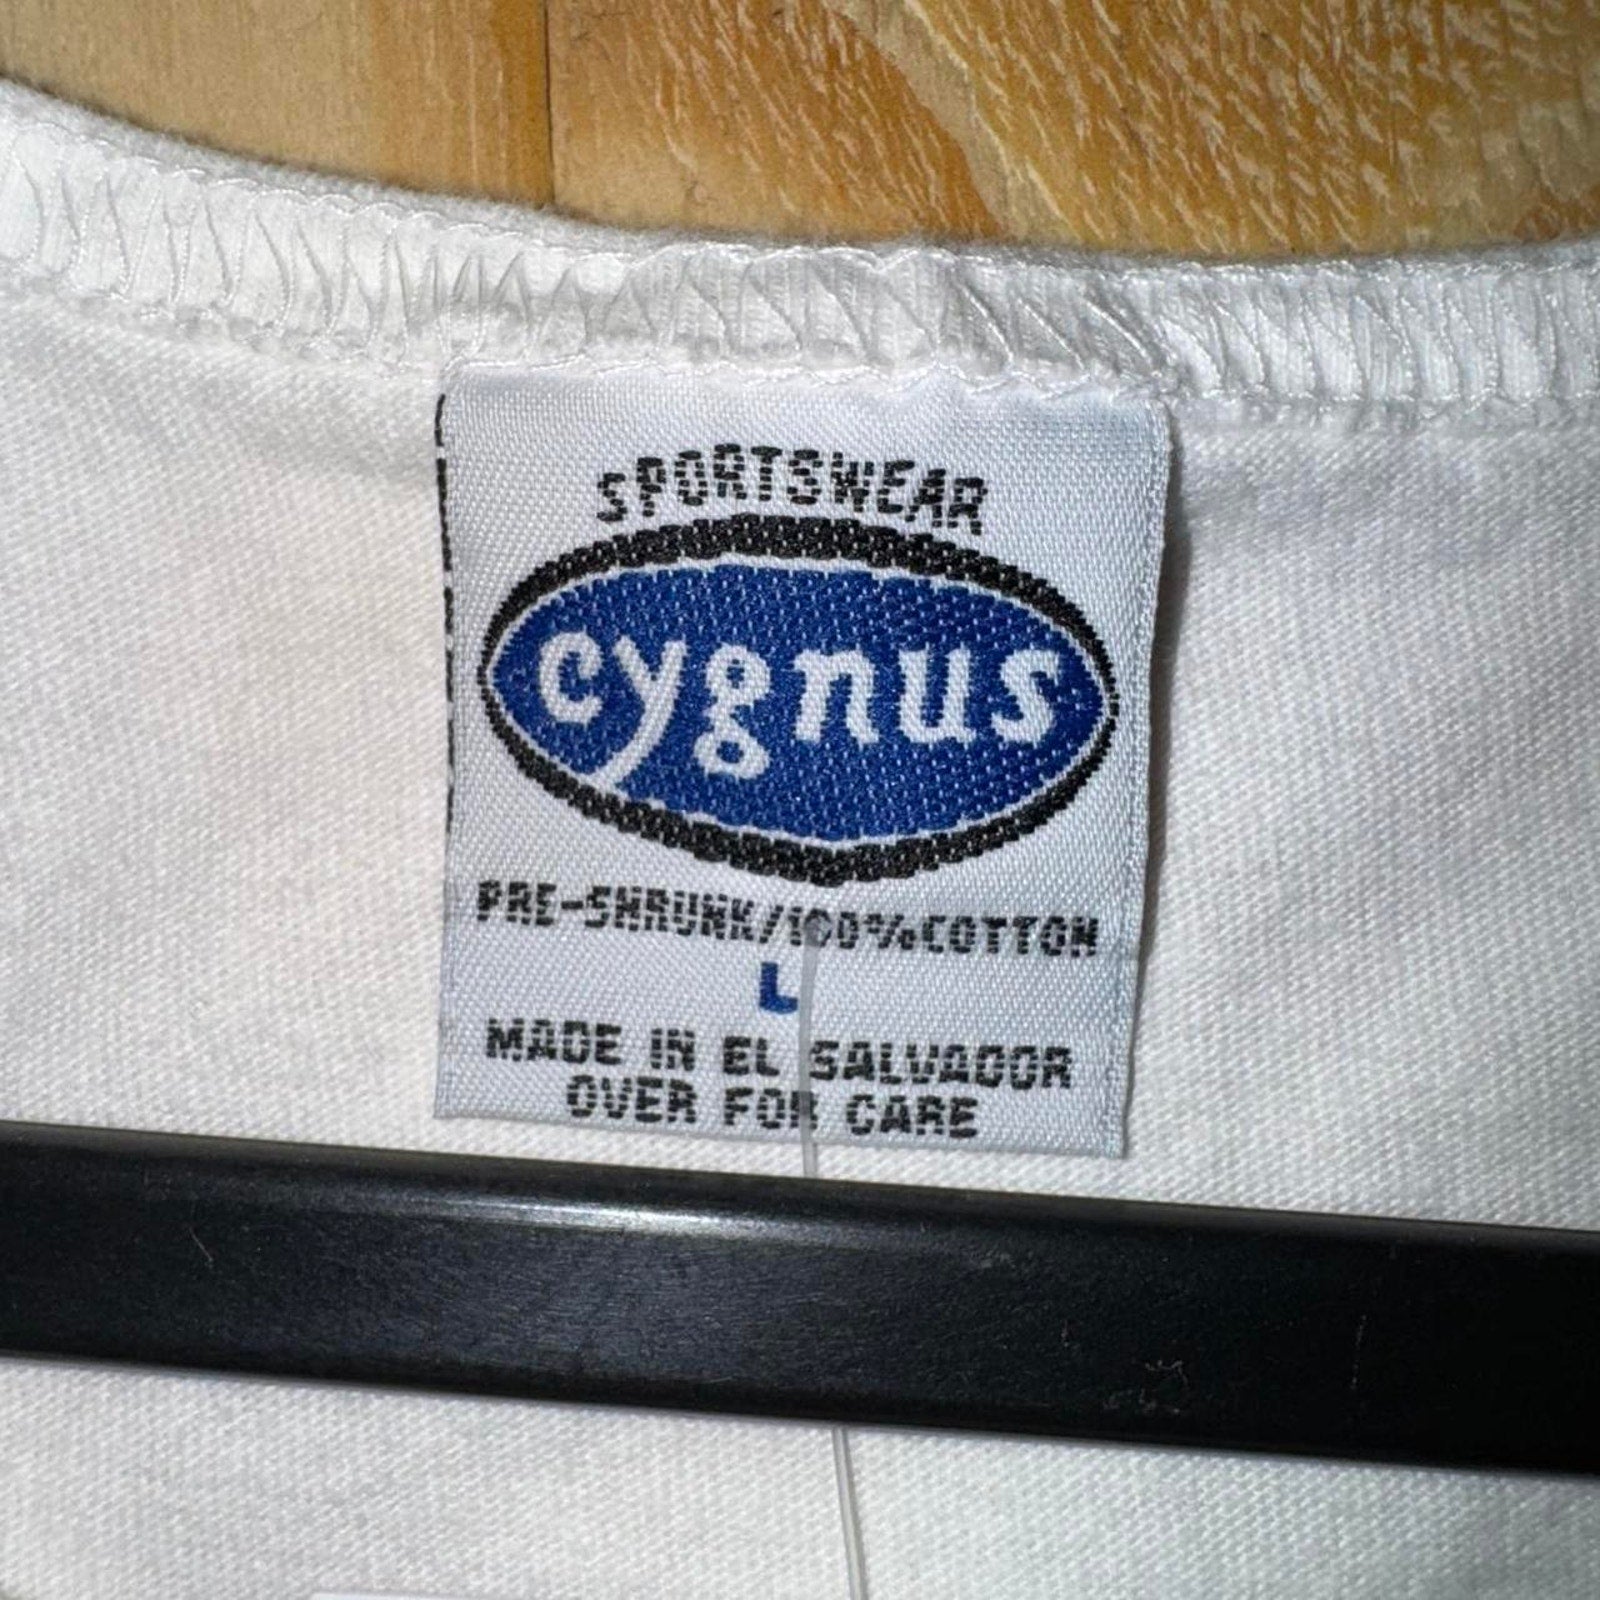 SPORTSWEAR
cygnus
PRE-SHRUNK/100%COTTON
L
MADE IN EL SALVADOR
OVER FOR CARE